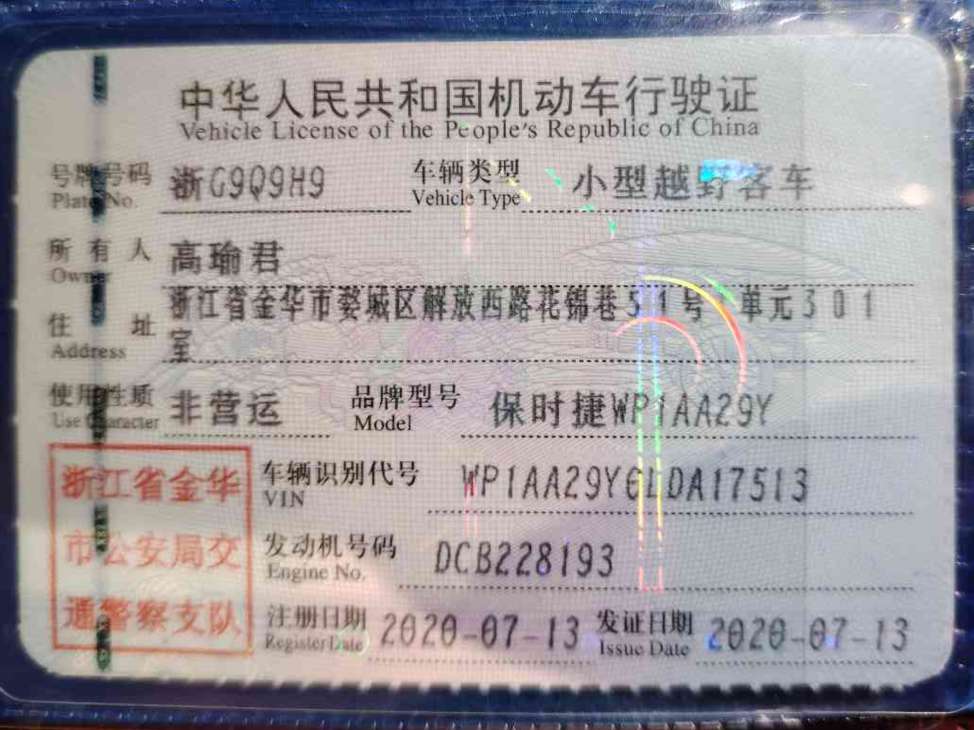 中华人民共和国机动车行驶证
Vehicle License of the People's Republic of China
号牌号码 浙G9Q9H9 车辆类型 小型越野客车
Plate No. Vehicle Type
所有人 高瑜君
Owner
住址 浙江省金华市婺城区解放西路花锦巷51号1单元301
Address 室
使用性质 非营运 品牌型号 保时捷WP1AA29Y
Use Character Model
浙江省金华 车辆识别代号 WP1AA29Y6LDA17513
VIN
市公安局交 发动机号码 DCB228193
Engine No.
通警察支队 注册日期 2020-07-13 发证日期 2020-07-13
Register Date Issue Date